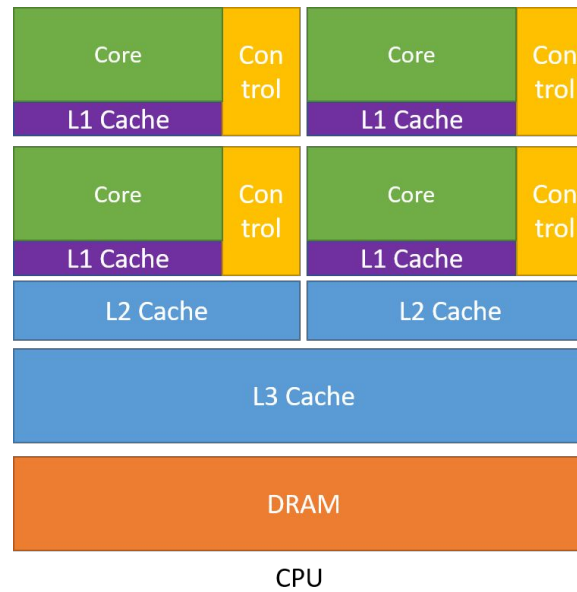 Core
Con
trol
L1 Cache
Core
Con
trol
L1 Cache
Core
Con
trol
L1 Cache
Core
Con
trol
L1 Cache
L2 Cache
L2 Cache
L3 Cache
DRAM
CPU